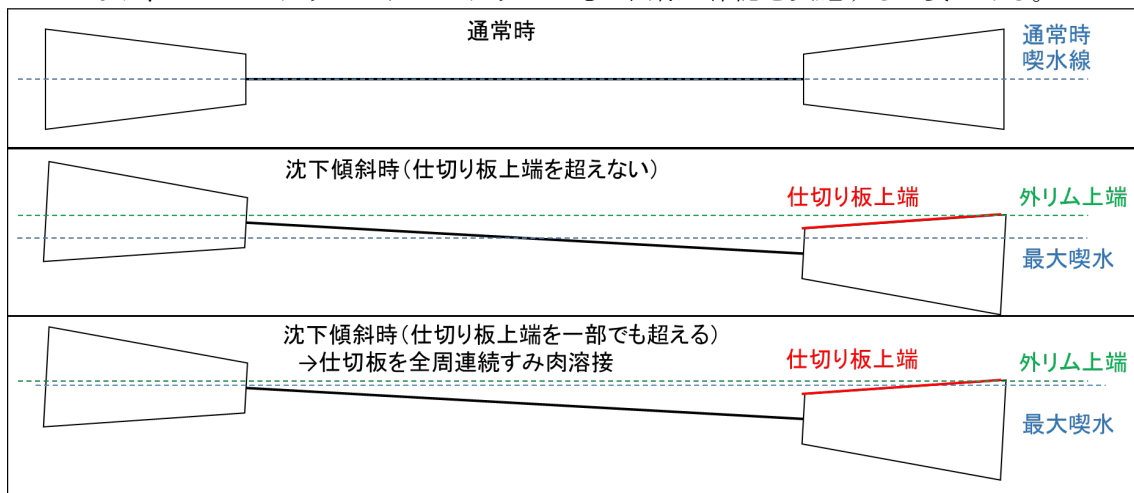 通常時
通常時
喫水線
沈下傾斜時(仕切り板上端を超えない)
仕切り板上端
外リム上端
最大喫水
沈下傾斜時(仕切り板上端を一部でも超える)
→仕切板を全周連続すみ肉溶接
仕切り板上端
外リム上端
最大喫水